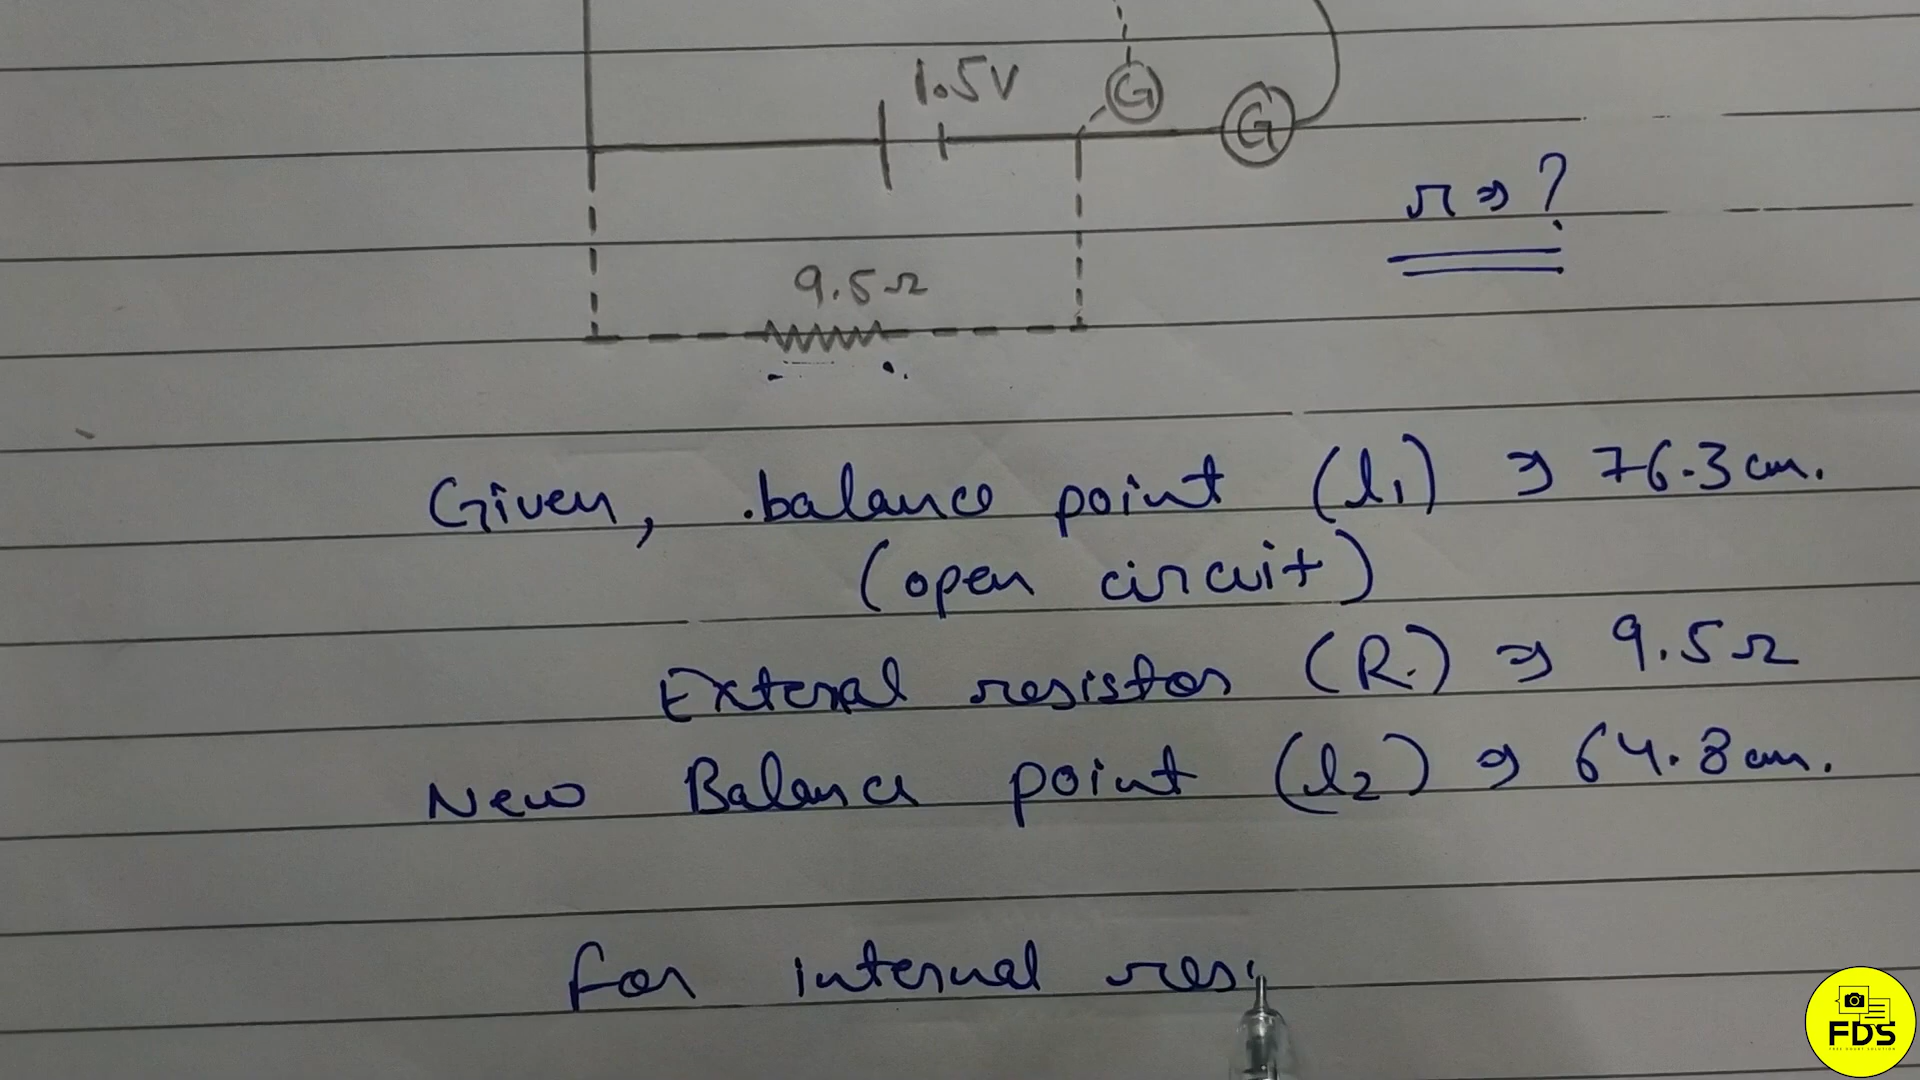 1.5V
G
G
r ⇒ ?
9.5Ω
Given, balance point (l₁) ⇒ 76.3 cm.
(open circuit)
External resistor (R) ⇒ 9.5Ω
New Balance point (l₂) ⇒ 64.8 cm.
for internal resi
FDS